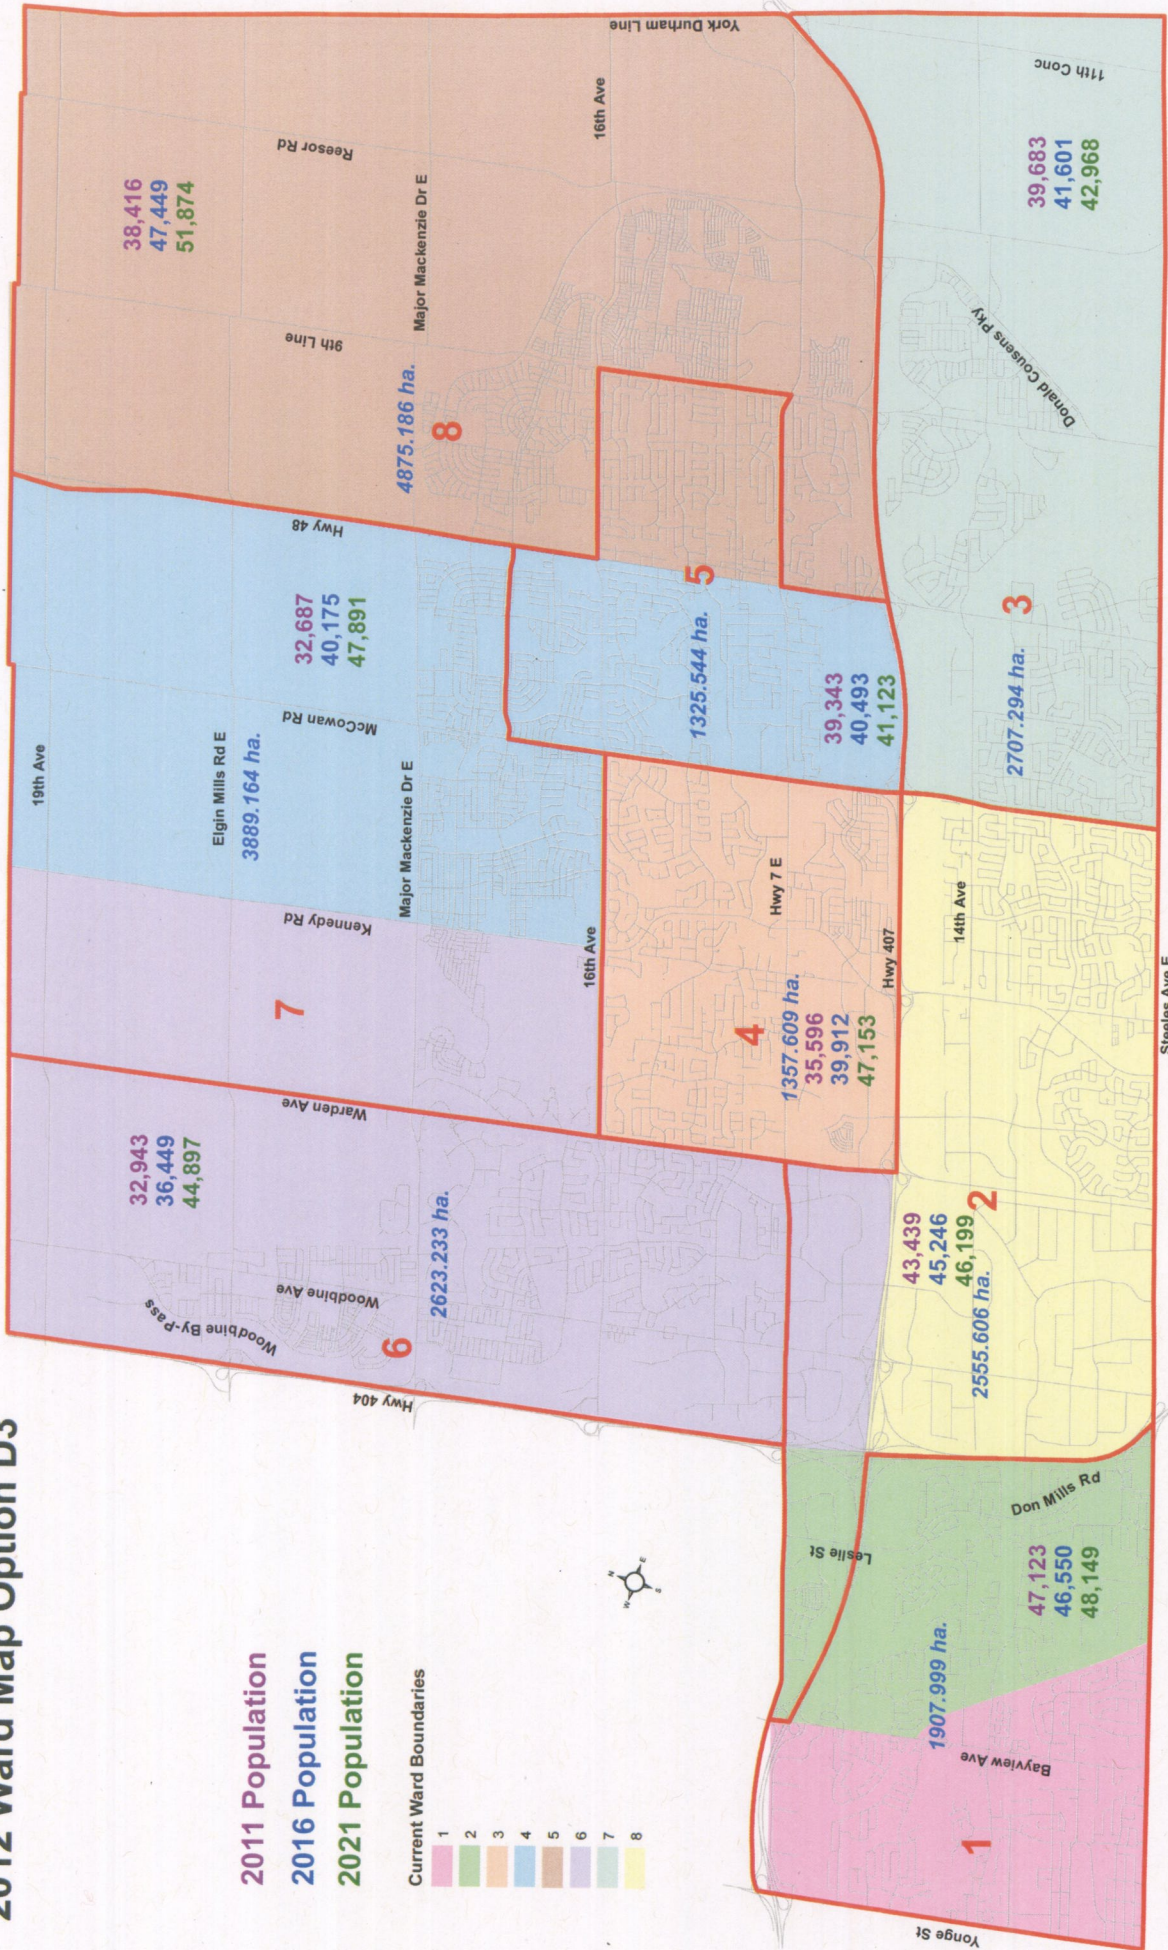 2012 Ward Map Option D3
2011 Population
2016 Population
2021 Population
Current Ward Boundaries
1
2
3
4
5
6
7
8
N
E
S
W
19th Ave
Elgin Mills Rd E
Major Mackenzie Dr E
Major Mackenzie Dr E
16th Ave
16th Ave
Hwy 7 E
Hwy 407
14th Ave
Steeles Ave E
Yonge St
Bayview Ave
Leslie St
Don Mills Rd
Hwy 404
Woodbine By-Pass
Woodbine Ave
Warden Ave
Kennedy Rd
McCowan Rd
Hwy 48
9th Line
Reesor Rd
York Durham Line
Donald Cousens Pky
11th Conc
6
32,943
36,449
44,897
2623.233 ha.
7
32,687
40,175
47,891
3889.164 ha.
8
38,416
47,449
51,874
4875.186 ha.
5
1325.544 ha.
39,343
40,493
41,123
4
1357.609 ha.
35,596
39,912
47,153
1
1907.999 ha.
47,123
46,550
48,149
2
43,439
45,246
46,199
2555.606 ha.
3
2707.294 ha.
39,683
41,601
42,968